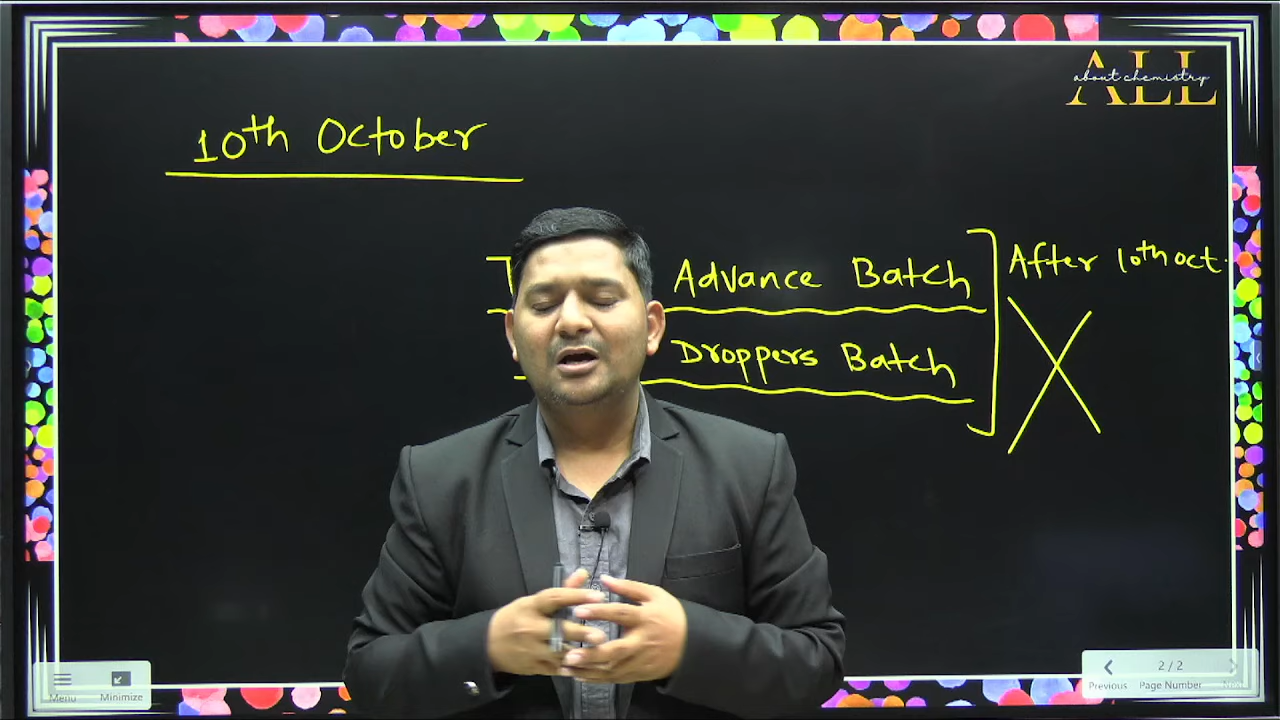 ALL
about chemistry
10th October
Advance Batch
After 10th oct.
Droppers Batch
Menu
Minimize
Previous
2 / 2
Page Number
Next